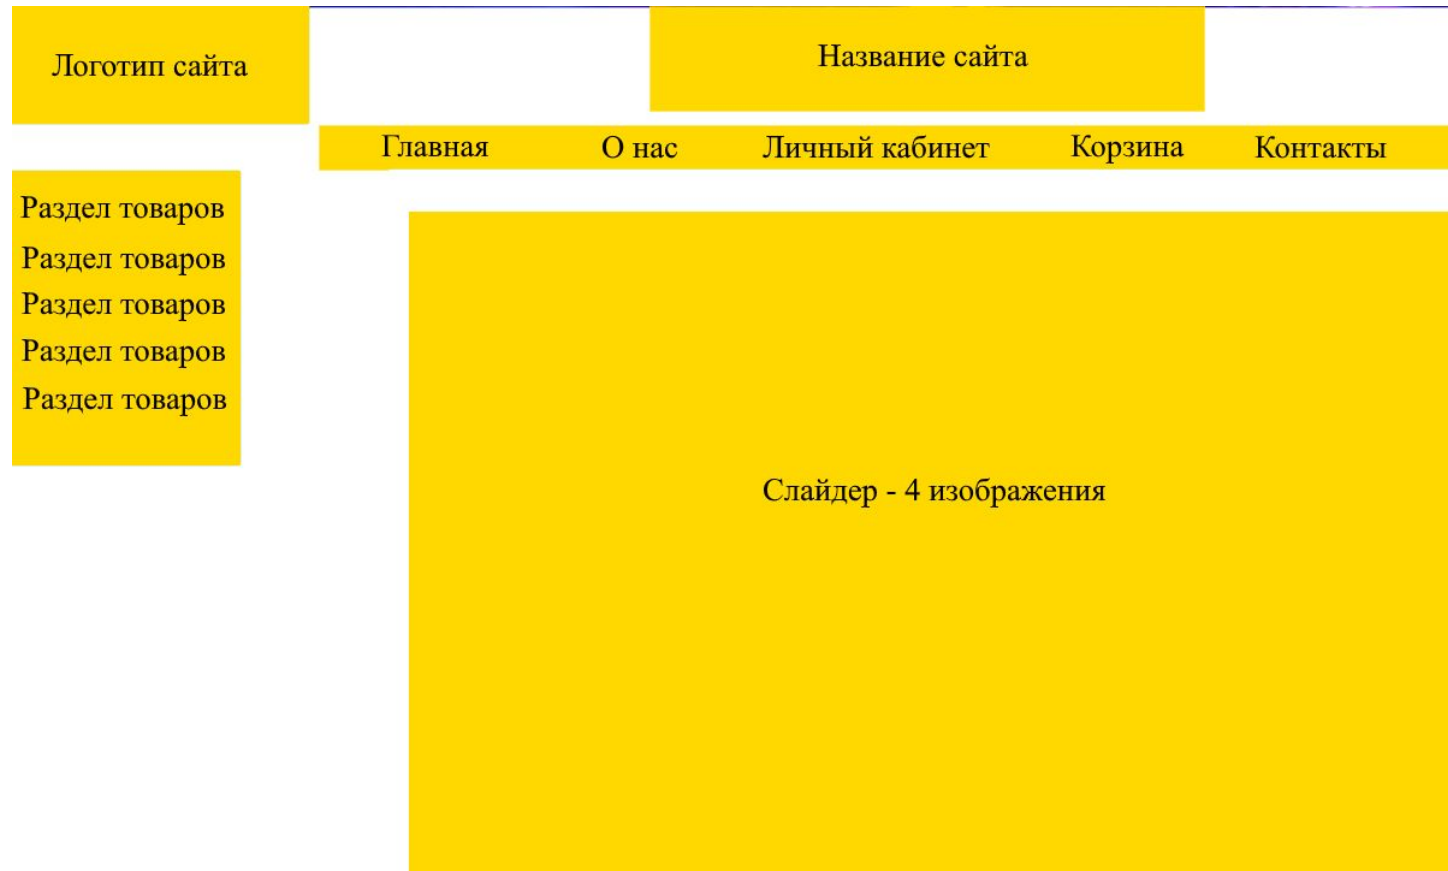 Логотип сайта
Название сайта
Главная О нас Личный кабинет Корзина Контакты
Раздел товаров
Раздел товаров
Раздел товаров
Раздел товаров
Раздел товаров
Слайдер - 4 изображения